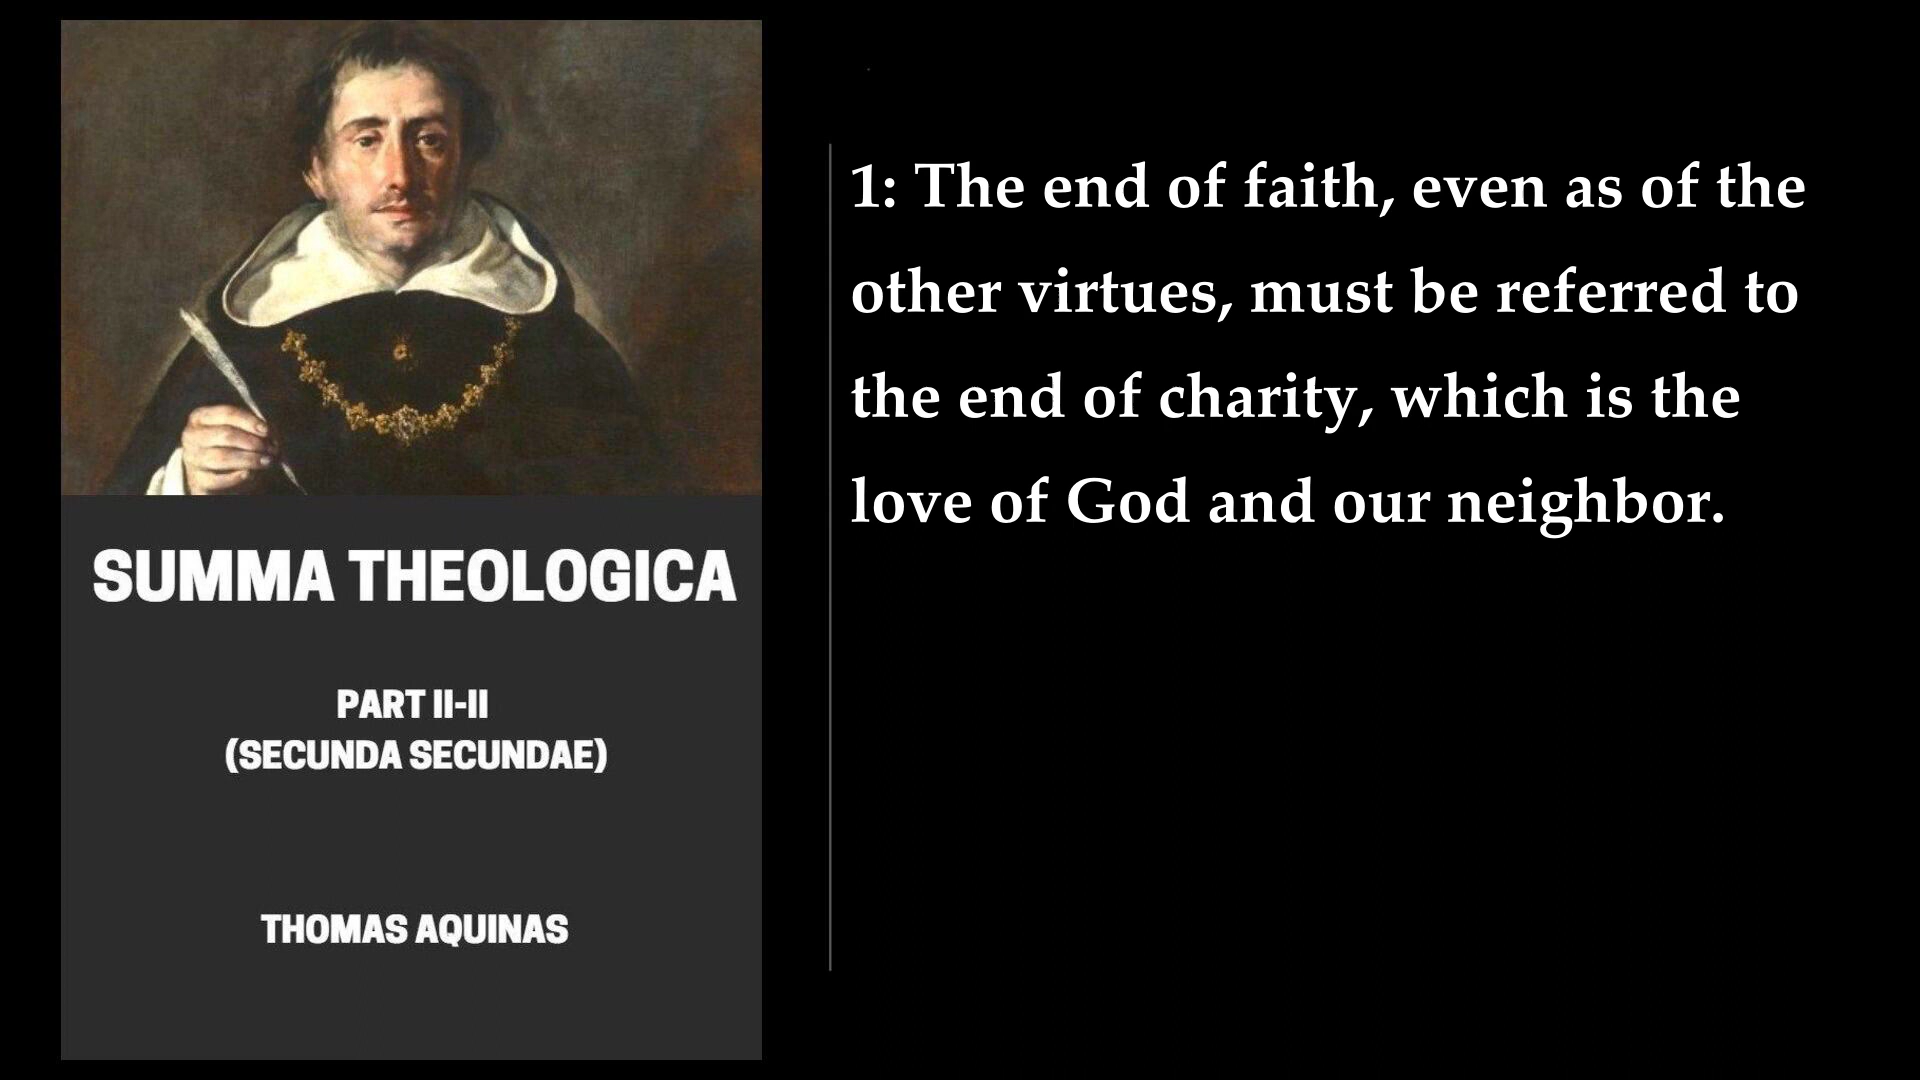 SUMMA THEOLOGICA
PART II-II
(SECUNDA SECUNDAE)
THOMAS AQUINAS
1: The end of faith, even as of the
other virtues, must be referred to
the end of charity, which is the
love of God and our neighbor.